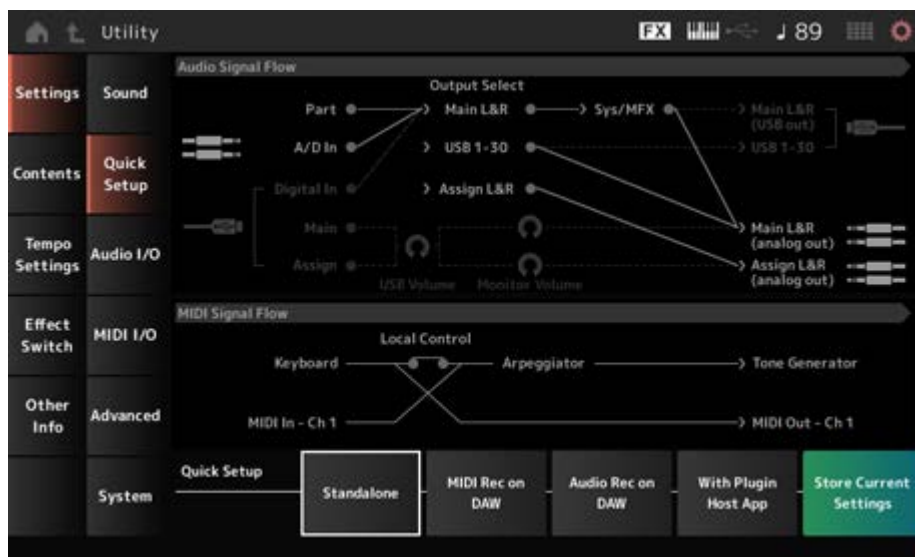 Utility
FX
♩ 89
Settings
Contents
Tempo
Settings
Effect
Switch
Other
Info
Sound
Quick
Setup
Audio I/O
MIDI I/O
Advanced
System
Audio Signal Flow
Output Select
Part
Main L&R
Sys/MFX
Main L&R
(USB out)
A/D In
USB 1-30
USB 1-30
Digital In
Assign L&R
Main
Main L&R
(analog out)
Assign
Assign L&R
(analog out)
USB Volume
Monitor Volume
MIDI Signal Flow
Local Control
Keyboard
Arpeggiator
Tone Generator
MIDI In - Ch 1
MIDI Out - Ch 1
Quick Setup
Standalone
MIDI Rec on
DAW
Audio Rec on
DAW
With Plugin
Host App
Store Current
Settings